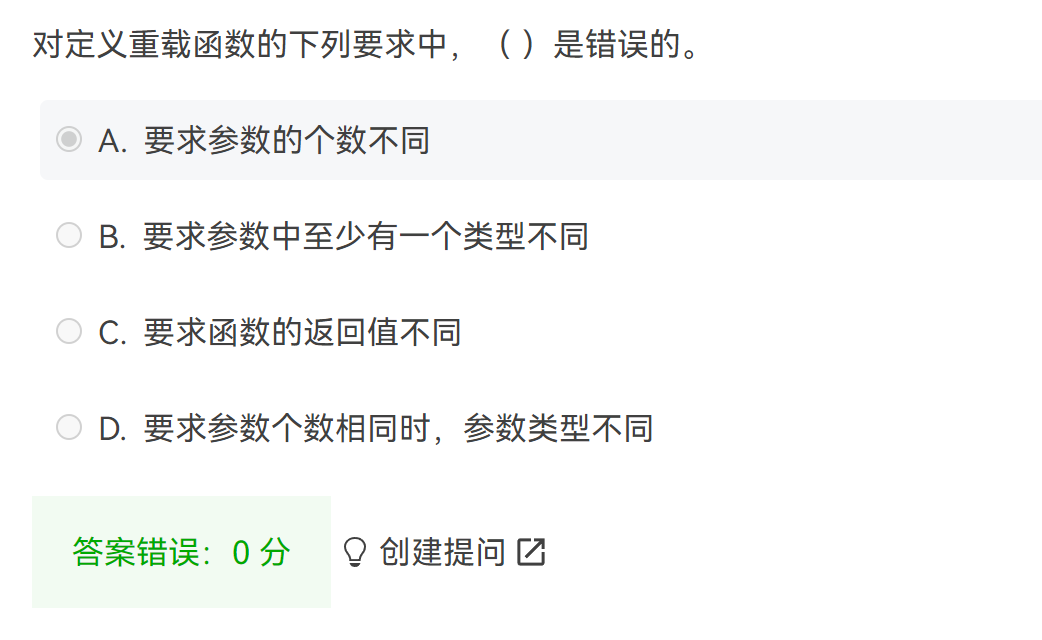 对定义重载函数的下列要求中，（ ）是错误的。
A. 要求参数的个数不同
B. 要求参数中至少有一个类型不同
C. 要求函数的返回值不同
D. 要求参数个数相同时，参数类型不同
答案错误：0 分 创建提问